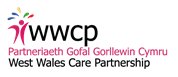 wwcp
Partneriaeth Gofal Gorllewin Cymru
West Wales Care Partnership